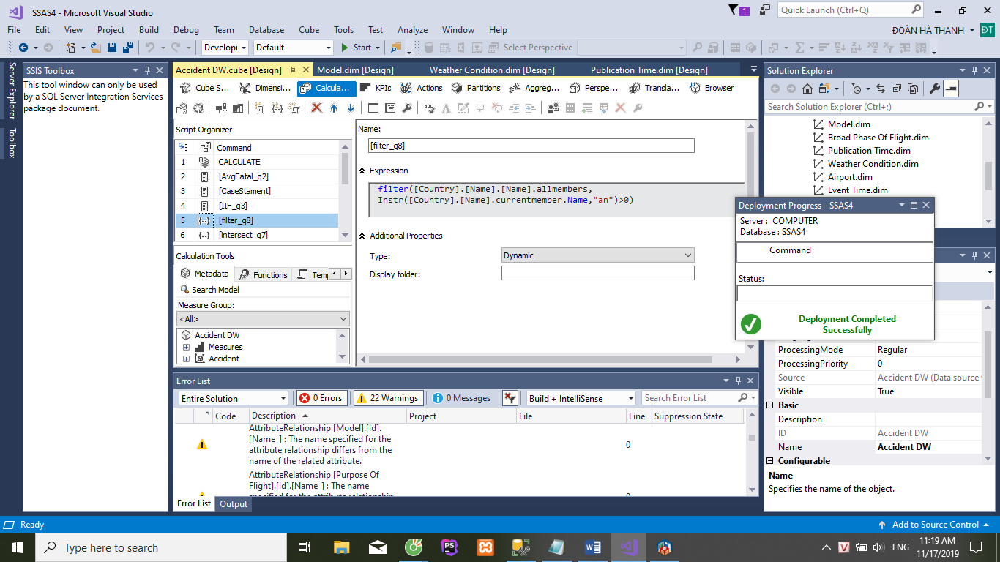 SSAS4 - Microsoft Visual Studio
1
Quick Launch (Ctrl+Q)
File Edit View Project Build Debug Team Database Cube Tools Test Analyze Window Help
ĐOÀN HÀ THANH ĐT
Develop Default Start Select Perspective
Server Explorer
Toolbox
SSIS Toolbox
This tool window can only be used
by a SQL Server Integration Services
package document.
Accident DW.cube [Design] Model.dim [Design] Weather Condition.dim [Design] Publication Time.dim [Design]
Cube S... Dimensi... Calcula... KPIs Actions Partitions Aggreg... Perspe... Transla... Browser
Script Organizer
Command
1 CALCULATE
2 [AvgFatal_q2]
3 [CaseStament]
4 [IIF_q3]
5 [filter_q8]
6 [intersect_q7]
Calculation Tools
Metadata Functions Temp
Search Model
Measure Group:
<All>
Accident DW
Measures
Accident
Name:
[filter_q8]
Expression
filter([Country].[Name].[Name].allmembers,
Instr([Country].[Name].currentmember.Name,"an")>0)
Additional Properties
Type: Dynamic
Display folder:
Solution Explorer
Search Solution Explorer (Ctrl+;)
Model.dim
Broad Phase Of Flight.dim
Publication Time.dim
Weather Condition.dim
Airport.dim
Event Time.dim
Deployment Progress - SSAS4
Server : COMPUTER
Database : SSAS4
Command
Status:
Deployment Completed
Successfully
ProcessingMode Regular
ProcessingPriority 0
Source Accident DW (Data source
Visible True
Basic
Description
ID Accident DW
Name Accident DW
Configurable
Name
Specifies the name of the object.
Error List
Entire Solution 0 Errors 22 Warnings 0 Messages Build + IntelliSense Search Error List
Code Description Project File Line Suppression State
AttributeRelationship [Model].[Id].
[Name_] : The name specified for the
attribute relationship differs from the
name of the related attribute.
0
AttributeRelationship [Purpose Of
Flight].[Id].[Name_] : The name
specified for the attribute relationship
0
Error List Output
Ready
Add to Source Control
Type here to search
ENG
11:19 AM
11/17/2019